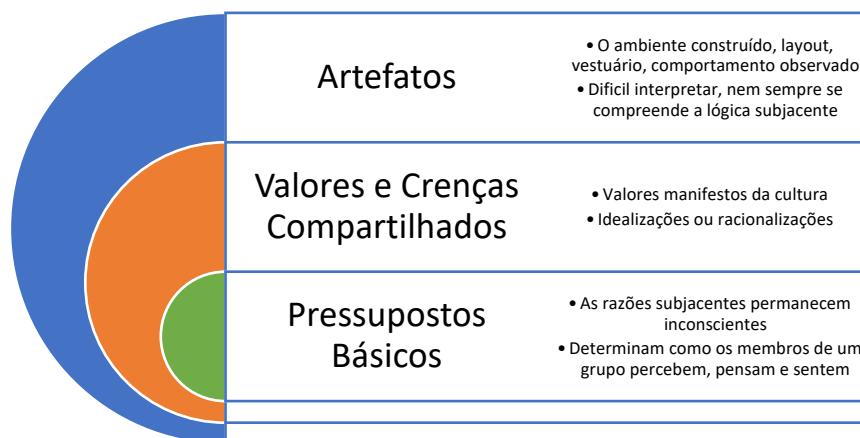 Artefatos
• O ambiente construído, layout,
vestuário, comportamento observado
• Dificil interpretar, nem sempre se
compreende a lógica subjacente
Valores e Crenças
Compartilhados
• Valores manifestos da cultura
• Idealizações ou racionalizações
Pressupostos
Básicos
• As razões subjacentes permanecem
inconscientes
• Determinam como os membros de um
grupo percebem, pensam e sentem